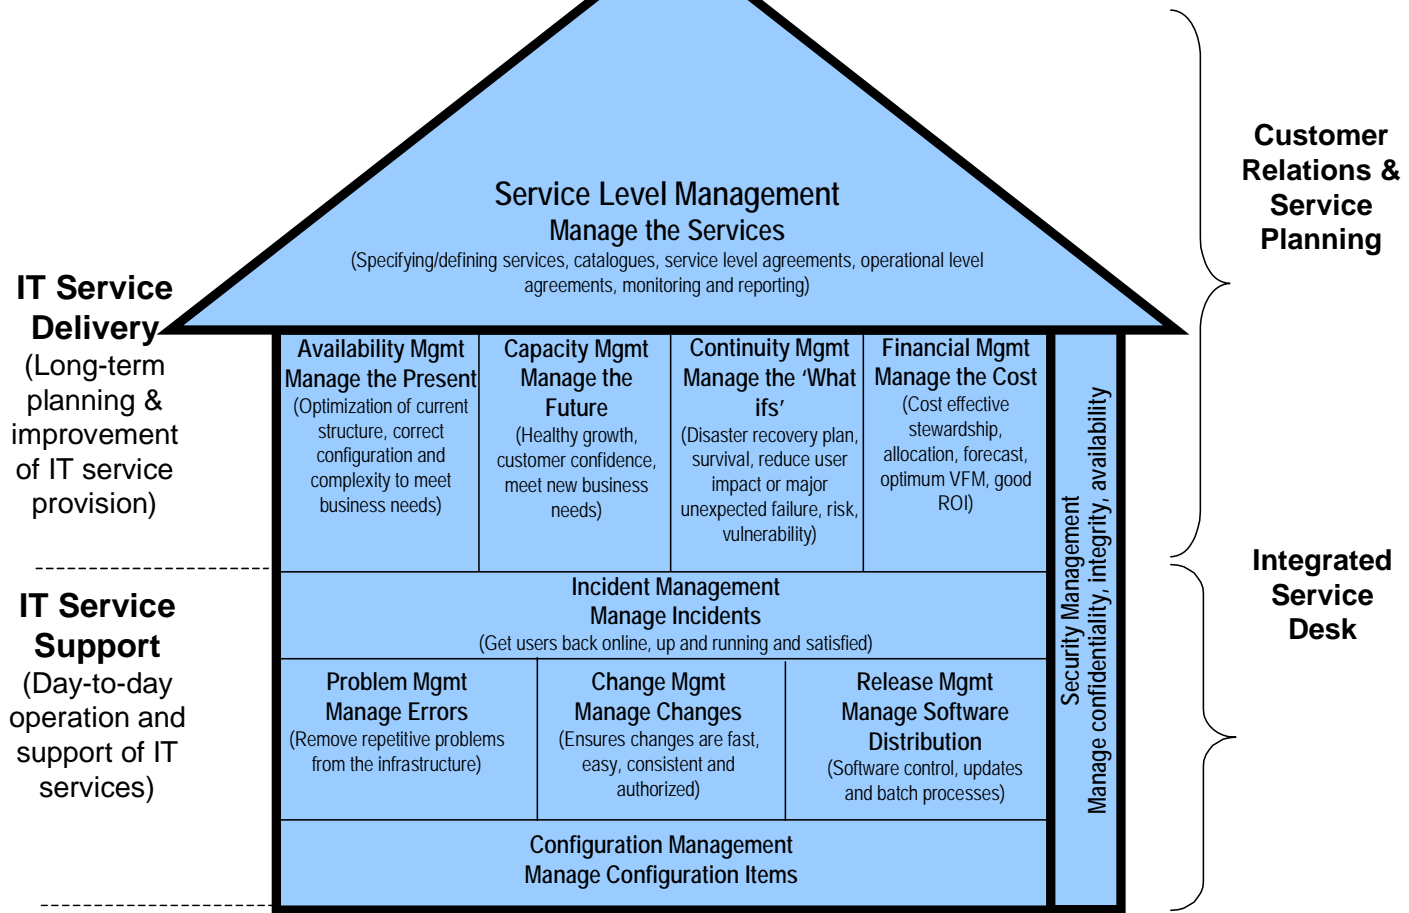 Customer
Relations &
Service
Planning
Service Level Management
Manage the Services
(Specifying/defining services, catalogues, service level agreements, operational level
agreements, monitoring and reporting)
IT Service
Delivery
(Long-term
planning &
improvement
of IT service
provision)
Availability Mgmt
Manage the Present
(Optimization of current
structure, correct
configuration and
complexity to meet
business needs)
Capacity Mgmt
Manage the
Future
(Healthy growth,
customer confidence,
meet new business
needs)
Continuity Mgmt
Manage the ‘What
ifs’
(Disaster recovery plan,
survival, reduce user
impact or major
unexpected failure, risk,
vulnerability)
Financial Mgmt
Manage the Cost
(Cost effective
stewardship,
allocation, forecast,
optimum VFM, good
ROI)
Security Management
Manage confidentiality, integrity, availability
Integrated
Service
Desk
IT Service
Support
(Day-to-day
operation and
support of IT
services)
Incident Management
Manage Incidents
(Get users back online, up and running and satisfied)
Problem Mgmt
Manage Errors
(Remove repetitive problems
from the infrastructure)
Change Mgmt
Manage Changes
(Ensures changes are fast,
easy, consistent and
authorized)
Release Mgmt
Manage Software
Distribution
(Software control, updates
and batch processes)
Configuration Management
Manage Configuration Items